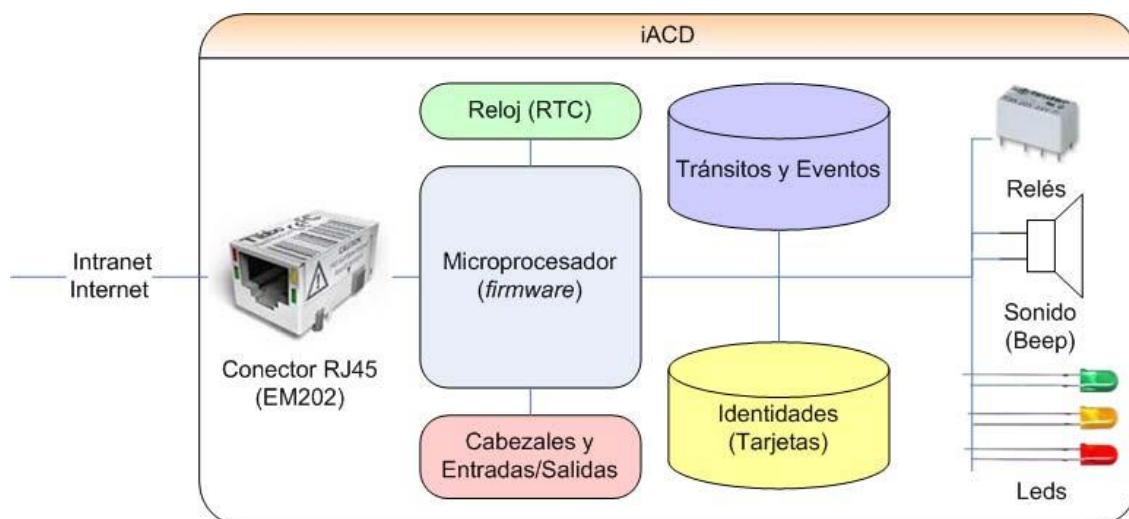 iACD
Reloj (RTC)
Tránsitos y Eventos
Relés
Intranet
Internet
Tibbo
Conector RJ45
(EM202)
Microprocesador
(firmware)
Sonido
(Beep)
Cabezales y
Entradas/Salidas
Identidades
(Tarjetas)
Leds